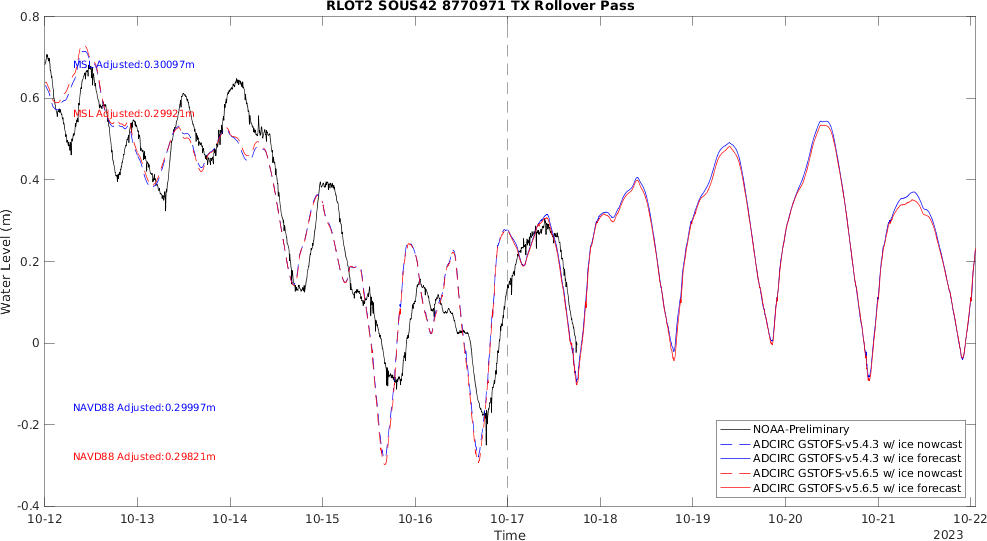 RLOT2 SOUS42 8770971 TX Rollover Pass
0.8
0.6
0.4
0.2
0
-0.2
-0.4
Water Level (m)
MSL Adjusted:0.30097m
MSL Adjusted:0.29921m
NAVD88 Adjusted:0.29997m
NAVD88 Adjusted:0.29821m
NOAA-Preliminary
ADCIRC GSTOFS-v5.4.3 w/ ice nowcast
ADCIRC GSTOFS-v5.4.3 w/ ice forecast
ADCIRC GSTOFS-v5.6.5 w/ ice nowcast
ADCIRC GSTOFS-v5.6.5 w/ ice forecast
10-12 10-13 10-14 10-15 10-16 10-17 10-18 10-19 10-20 10-21 10-22
Time
2023